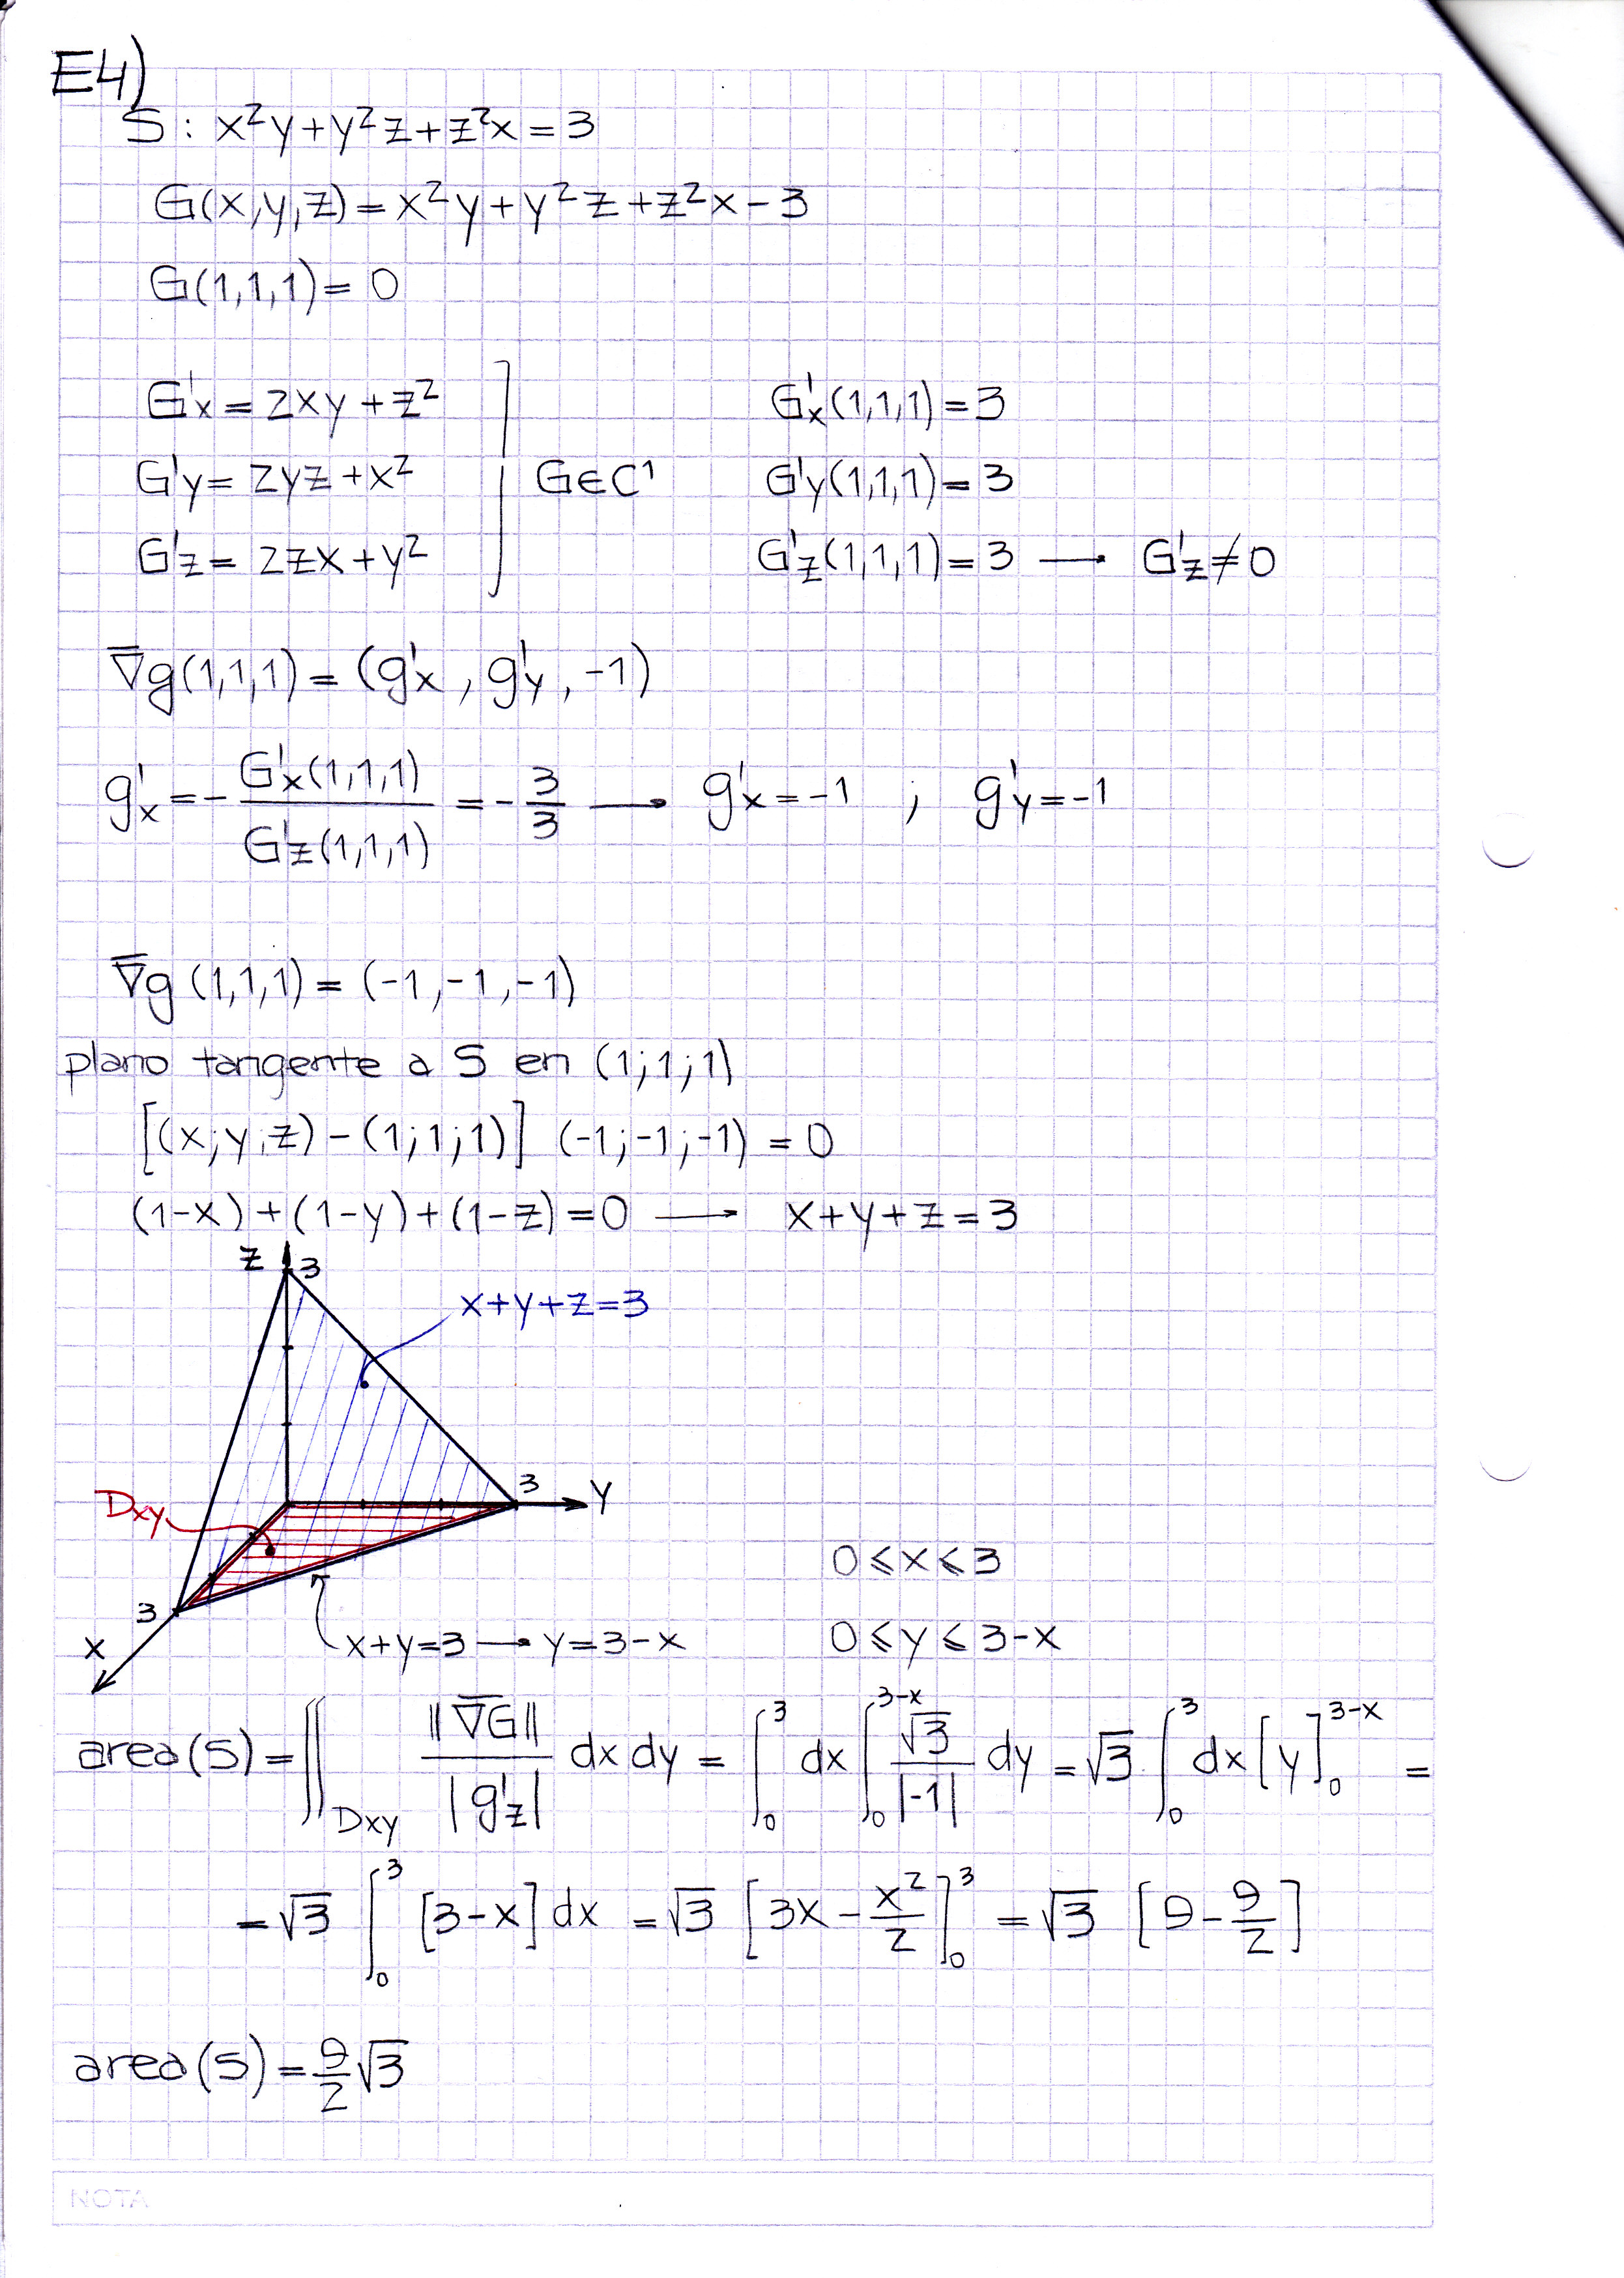 E4)
S: x²y+y²z+z²x=3
G(x,y,z)=x²y+y²z+z²x-3
G(1,1,1)=0
G'x=2xy+z²
G'x(1,1,1)=3
G'y=2yz+x²
G∈C¹
G'y(1,1,1)=3
G'z=2zx+y²
G'z(1,1,1)=3 → G'z≠0
∇̄g(1,1,1)=(g'x, g'y, -1)
g'x=-G'x(1,1,1)/G'z(1,1,1)=-3/3 → g'x=-1 ; g'y=-1
∇̄g(1,1,1)=(-1,-1,-1)
plano tangente a S en (1;1;1)
[(x;y;z)-(1;1;1)] (-1;-1;-1)=0
(1-x)+(1-y)+(1-z)=0 → x+y+z=3
z 3
x+y+z=3
3
Y
Dxy
3
x
x+y=3 → y=3-x
0≤x≤3
0≤y≤3-x
area(S)=∬Dxy ‖∇̄G‖/|g'z| dx dy = ∫₀³ dx ∫₀^(3-x) √3/|-1| dy = √3 ∫₀³ dx [y]₀^(3-x) =
=√3 ∫₀³ [3-x] dx = √3 [3x-x²/2]₀³ = √3 [9-9/2]
area(S)=9/2 √3
NOTA